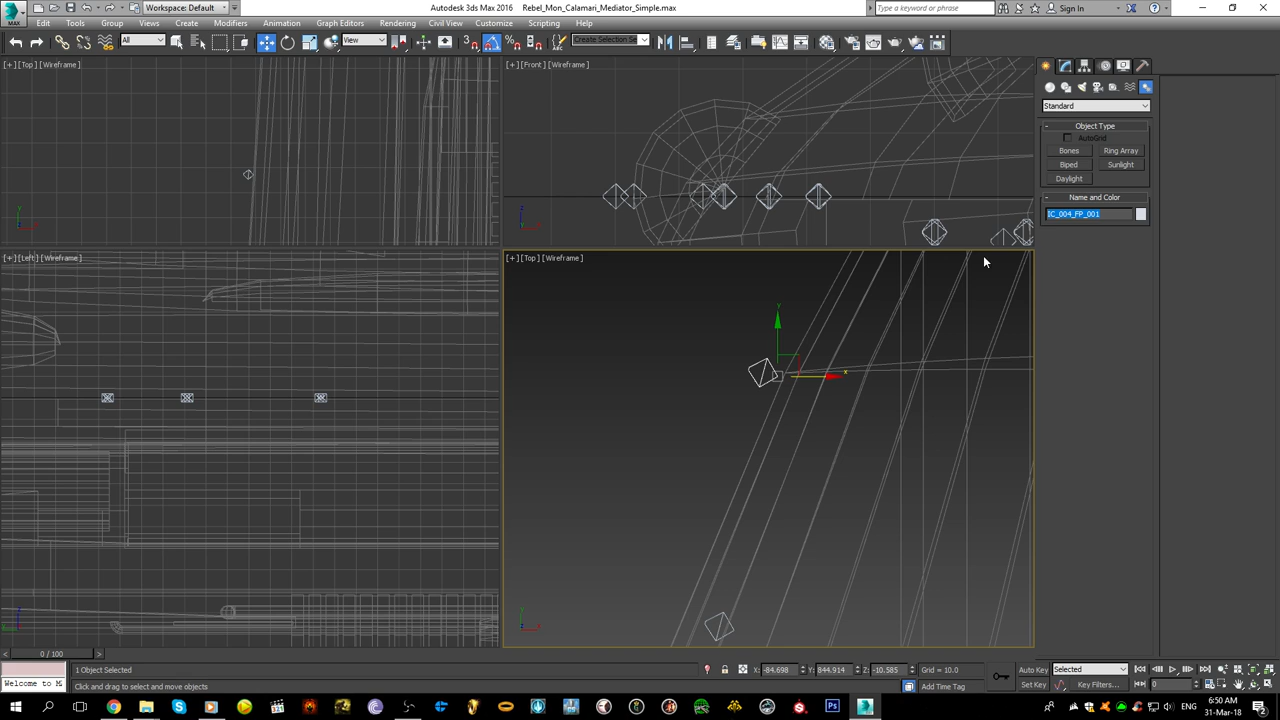 Workspace: Default
Autodesk 3ds Max 2016    Rebel_Mon_Calamari_Mediator_Simple.max
Type a keyword or phrase
Sign In
MAX
Edit Tools Group Create Modifiers Animation Graph Editors Rendering Civil View Customize Scripting Help
All
View
Create Selection Se
[+] [Top] [Wireframe]
[+] [Front] [Wireframe]
Standard
Object Type
AutoGrid
Bones Ring Array
Biped Sunlight
Daylight
Name and Color
IC_004_FP_001
[+] [Left] [Wireframe]
[+] [Top] [Wireframe]
0 / 100
1 Object Selected
X: -84.698 Y: 844.914 Z: -10.585 Grid = 10.0
Auto Key Selected
Welcome to M
Click and drag to select and move objects
Add Time Tag
Set Key Key Filters...
0
6:50 AM
31-Mar-18